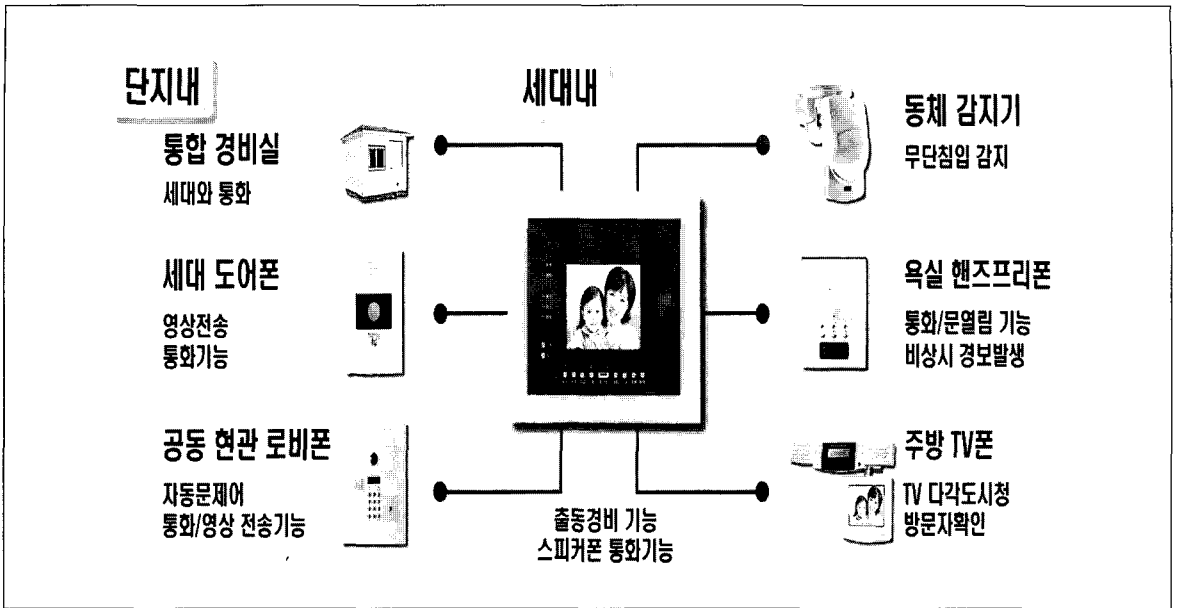 단지내
통합 경비실
세대와 통화
세대 도어폰
영상전송
통화기능
공동 현관 로비폰
자동문제어
통화/영상 전송기능
세대내
출동경비 기능
스피커폰 통화기능
동체 감지기
무단침입 감지
욕실 핸즈프리폰
통화/문열림 기능
비상시 경보발생
주방 TV폰
TV 다각도시청
방문자확인